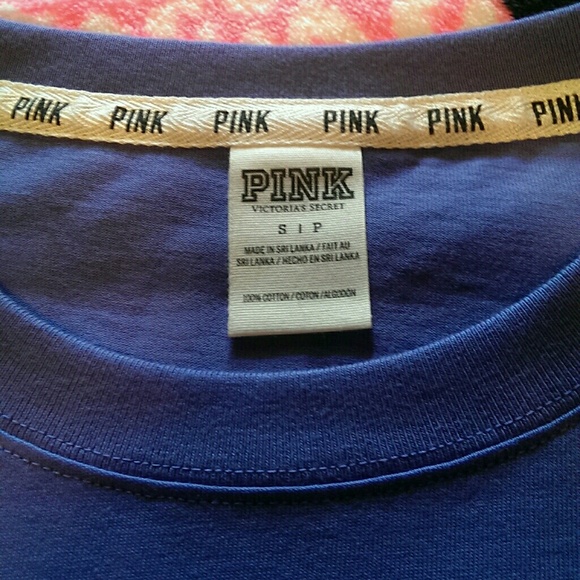 PINK PINK PINK PINK PINK PINK
PINK
VICTORIA'S SECRET
S | P
MADE IN SRI LANKA / FAIT AU
SRI LANKA / HECHO EN SRI LANKA
100% COTTON / COTON / ALGODÓN